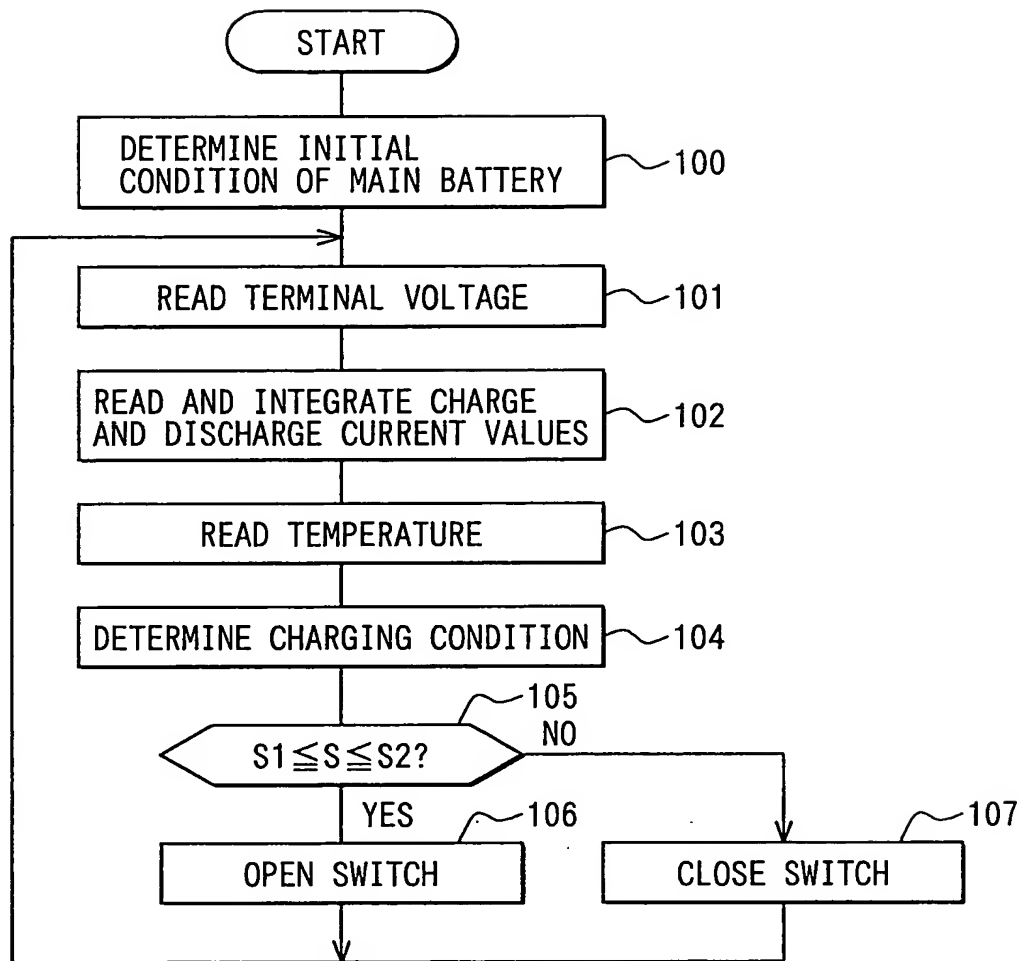 START
DETERMINE INITIAL
CONDITION OF MAIN BATTERY
100
READ TERMINAL VOLTAGE
101
READ AND INTEGRATE CHARGE
AND DISCHARGE CURRENT VALUES
102
READ TEMPERATURE
103
DETERMINE CHARGING CONDITION
104
105
S1≦S≦S2?
NO
YES
106
107
OPEN SWITCH
CLOSE SWITCH